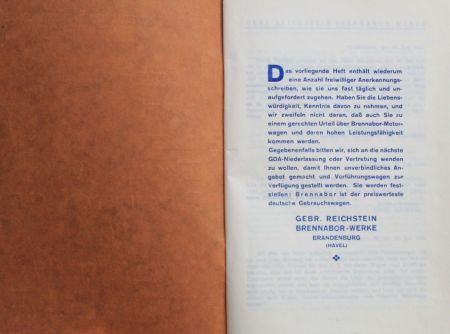 Das vorliegende Heft enthält wiederum
eine Anzahl freiwilliger Anerkennungs-
schreiben, wie sie uns fast täglich und un-
aufgefordert zugehen. Haben Sie die Liebens-
würdigkeit, Kenntnis davon zu nehmen, und
wir zweifeln nicht daran, daß auch Sie zu
einem gerechten Urteil über Brennabor-Motor-
wagen und deren hohen Leistungsfähigkeit
kommen werden.
Gegebenenfalls bitten wir, sich an die nächste
GDA-Niederlassung oder Vertretung wenden
zu wollen, damit Ihnen unverbindliches An-
gebot gemacht und Vorführungswagen zur
Verfügung gestellt werden. Sie werden fest-
stellen: Brennabor ist der preiswerteste
deutsche Gebrauchswagen.
GEBR. REICHSTEIN
BRENNABOR-WERKE
BRANDENBURG
(HAVEL)